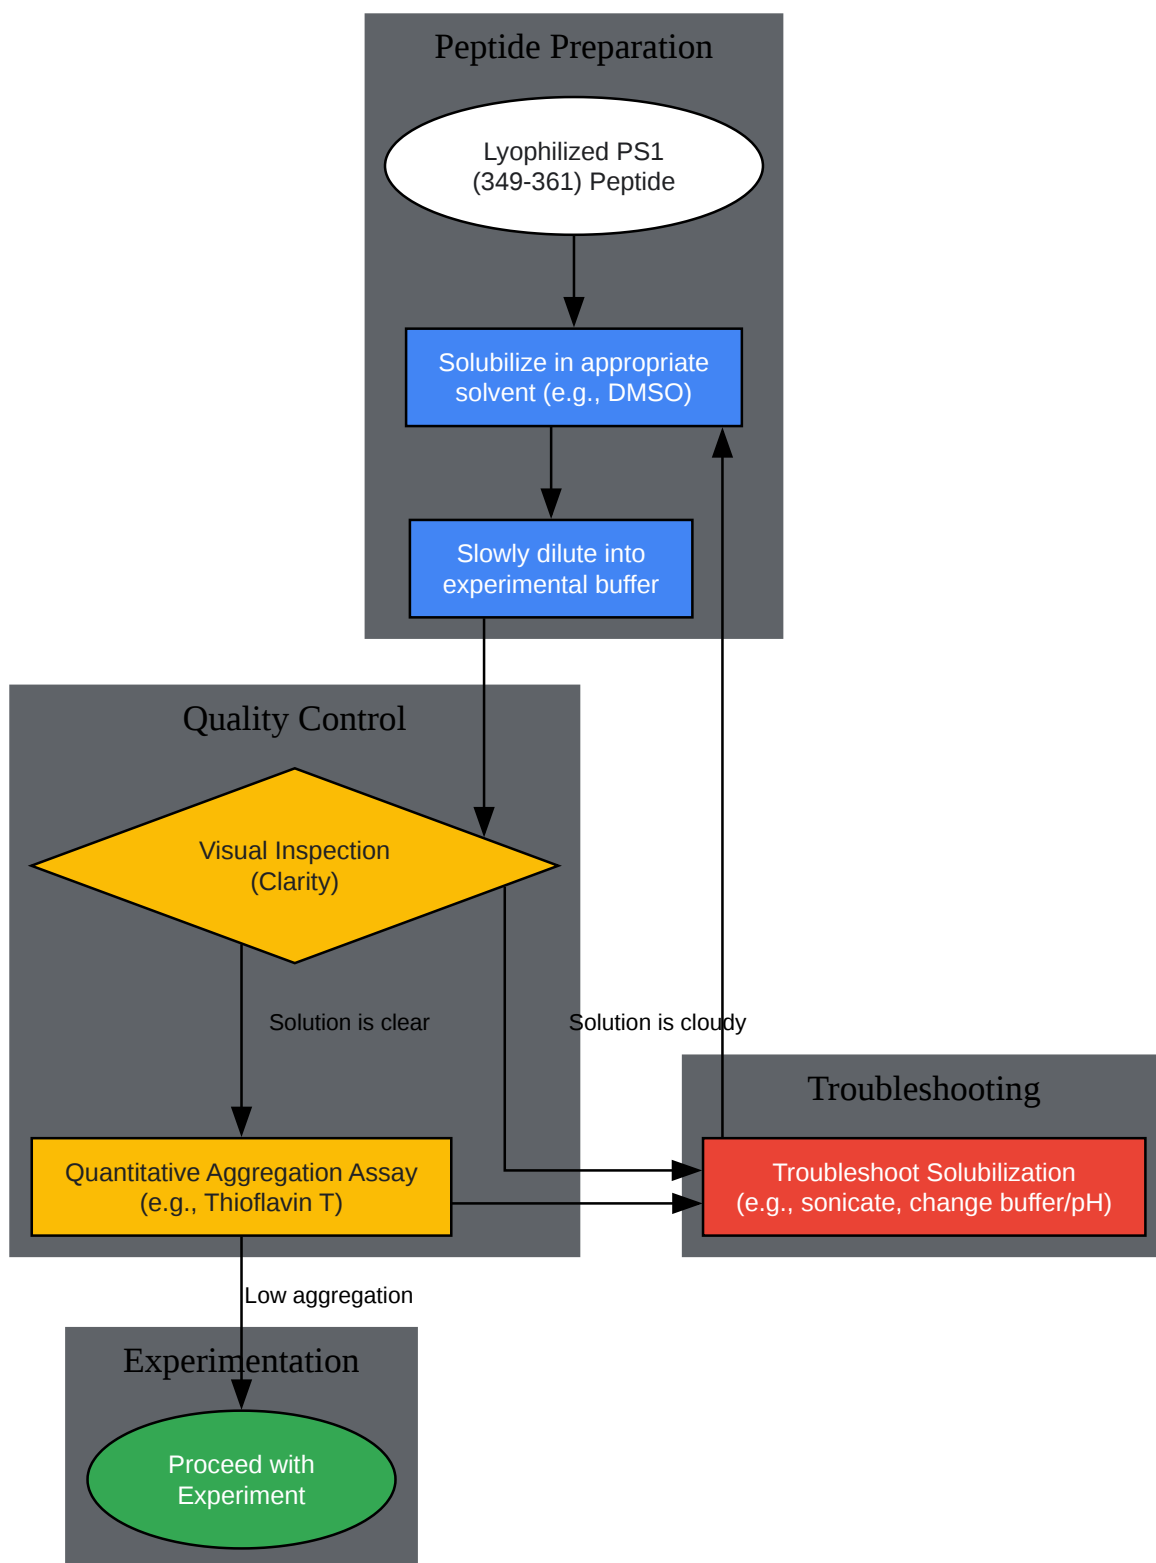 Peptide Preparation
Lyophilized PS1
(349-361) Peptide
Solubilize in appropriate
solvent (e.g., DMSO)
Slowly dilute into
experimental buffer
Quality Control
Visual Inspection
(Clarity)
Solution is clear
Solution is cloudy
Troubleshooting
Quantitative Aggregation Assay
(e.g., Thioflavin T)
Troubleshoot Solubilization
(e.g., sonicate, change buffer/pH)
Low aggregation
Experimentation
Proceed with
Experiment